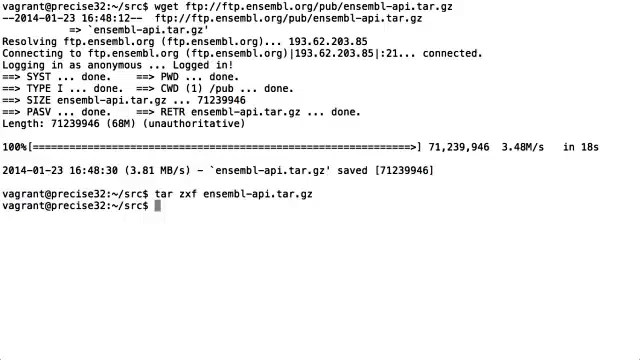 vagrant@precise32:~/src$ wget ftp://ftp.ensembl.org/pub/ensembl-api.tar.gz
--2014-01-23 16:48:12--  ftp://ftp.ensembl.org/pub/ensembl-api.tar.gz
           => `ensembl-api.tar.gz'
Resolving ftp.ensembl.org (ftp.ensembl.org)... 193.62.203.85
Connecting to ftp.ensembl.org (ftp.ensembl.org)|193.62.203.85|:21... connected.
Logging in as anonymous ... Logged in!
==> SYST ... done.    ==> PWD ... done.
==> TYPE I ... done.  ==> CWD (1) /pub ... done.
==> SIZE ensembl-api.tar.gz ... 71239946
==> PASV ... done.    ==> RETR ensembl-api.tar.gz ... done.
Length: 71239946 (68M) (unauthoritative)
100%[=========================================================>] 71,239,946  3.48M/s   in 18s
2014-01-23 16:48:30 (3.81 MB/s) - `ensembl-api.tar.gz' saved [71239946]
vagrant@precise32:~/src$ tar zxf ensembl-api.tar.gz
vagrant@precise32:~/src$